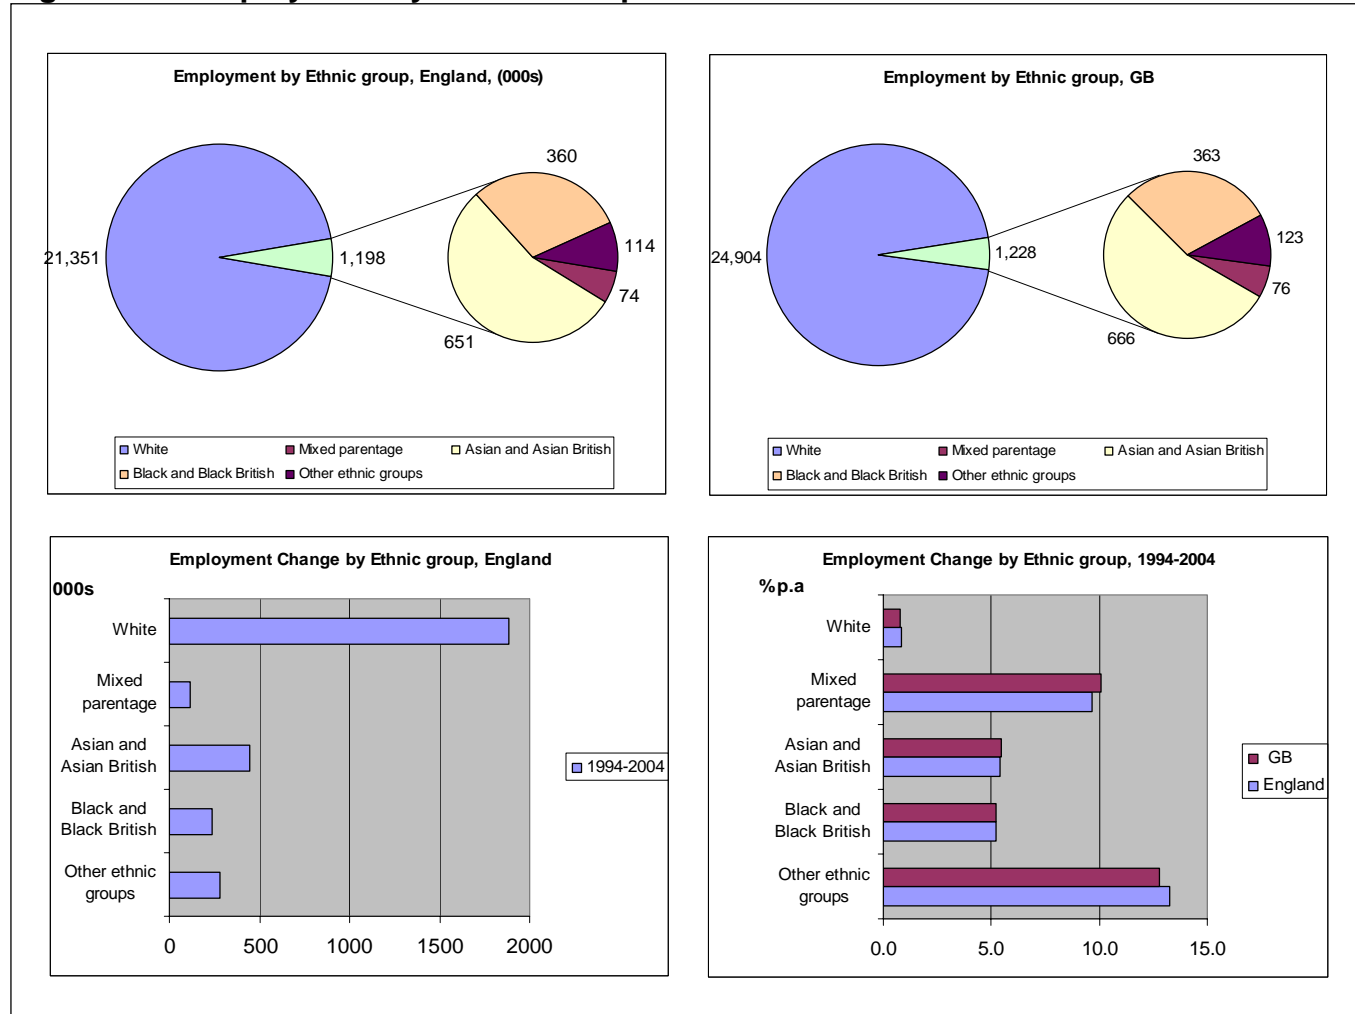 Employment by Ethnic group, England, (000s)
360
21,351
1,198
114
74
651
White
Mixed parentage
Asian and Asian British
Black and Black British
Other ethnic groups
Employment by Ethnic group, GB
363
24,904
1,228
123
76
666
White
Mixed parentage
Asian and Asian British
Black and Black British
Other ethnic groups
Employment Change by Ethnic group, England
000s
White
Mixed
parentage
Asian and
Asian British
Black and
Black British
Other ethnic
groups
0 500 1000 1500 2000
1994-2004
Employment Change by Ethnic group, 1994-2004
%p.a
White
Mixed
parentage
Asian and
Asian British
Black and
Black British
Other ethnic
groups
0.0 5.0 10.0 15.0
GB
England